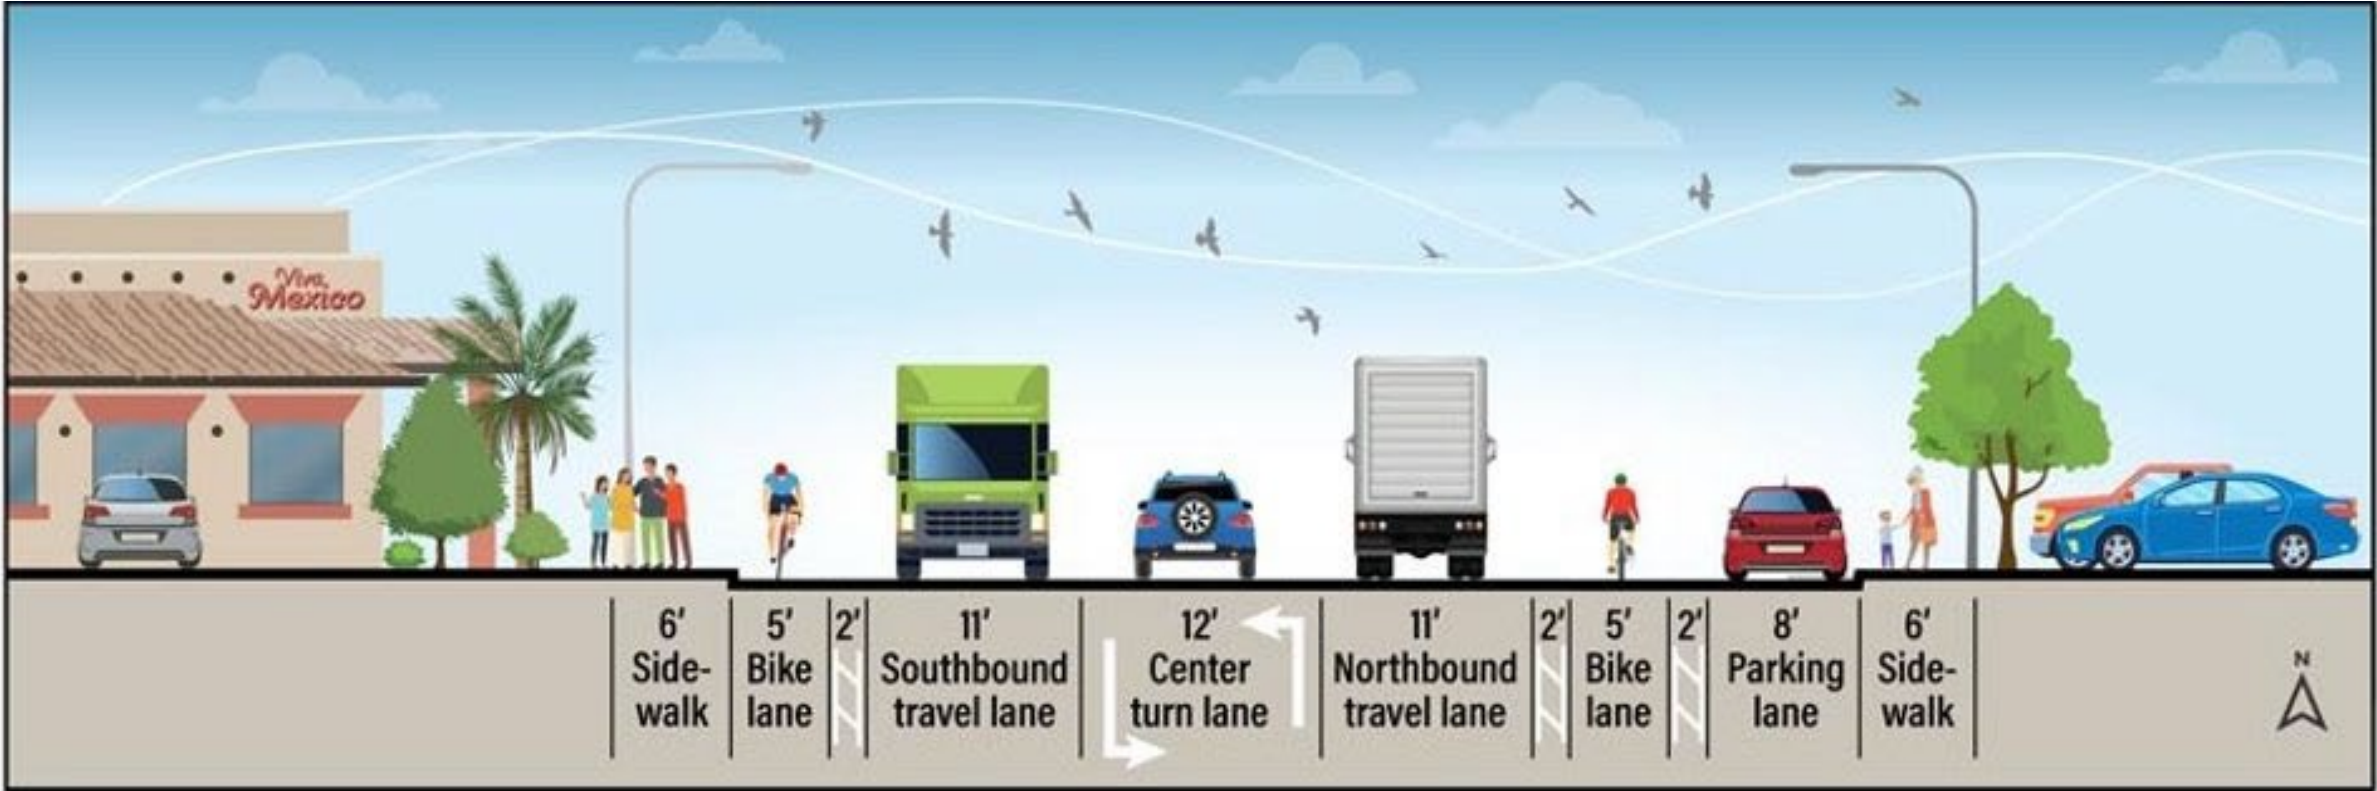 Viva,
Mexico
6’
Side-
walk
5’
Bike
lane
2’
11’
Southbound
travel lane
12’
Center
turn lane
11’
Northbound
travel lane
2’
5’
Bike
lane
2’
8’
Parking
lane
6’
Side-
walk
N